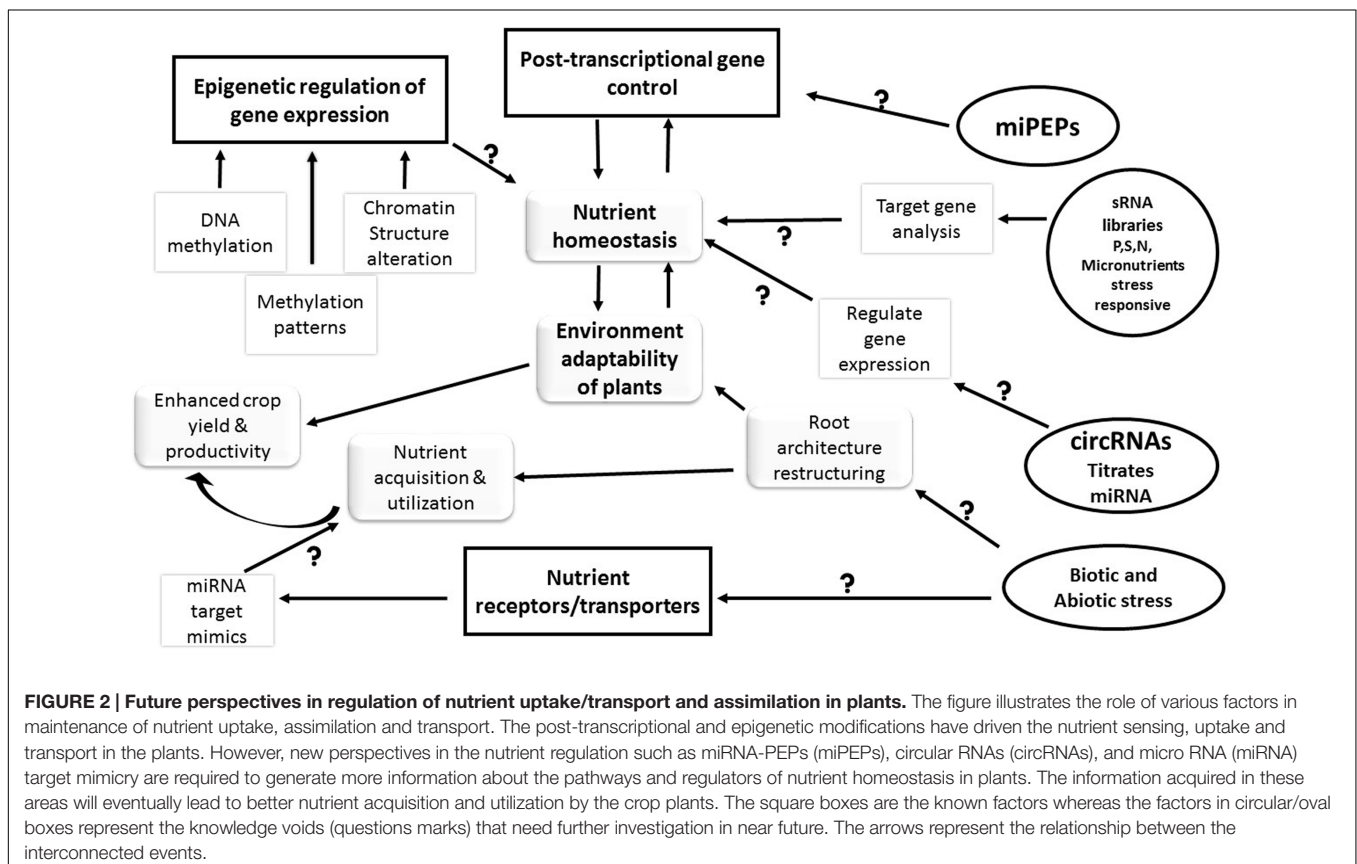 Post-transcriptional gene
control
Epigenetic regulation of
gene expression
?
miPEPs
?
DNA
methylation
Chromatin
Structure
alteration
Methylation
patterns
Nutrient
homeostasis
?
Target gene
analysis
sRNA
libraries
P,S,N,
Micronutrients
stress
responsive
?
Regulate
gene
expression
Environment
adaptability
of plants
?
circRNAs
Titrates
miRNA
Enhanced crop
yield &
productivity
Nutrient
acquisition &
utilization
Root
architecture
restructuring
?
?
miRNA
target
mimics
Nutrient
receptors/transporters
?
Biotic and
Abiotic stress
FIGURE 2 | Future perspectives in regulation of nutrient uptake/transport and assimilation in plants. The figure illustrates the role of various factors in
maintenance of nutrient uptake, assimilation and transport. The post-transcriptional and epigenetic modifications have driven the nutrient sensing, uptake and
transport in the plants. However, new perspectives in the nutrient regulation such as miRNA-PEPs (miPEPs), circular RNAs (circRNAs), and micro RNA (miRNA)
target mimicry are required to generate more information about the pathways and regulators of nutrient homeostasis in plants. The information acquired in these
areas will eventually lead to better nutrient acquisition and utilization by the crop plants. The square boxes are the known factors whereas the factors in circular/oval
boxes represent the knowledge voids (questions marks) that need further investigation in near future. The arrows represent the relationship between the
interconnected events.